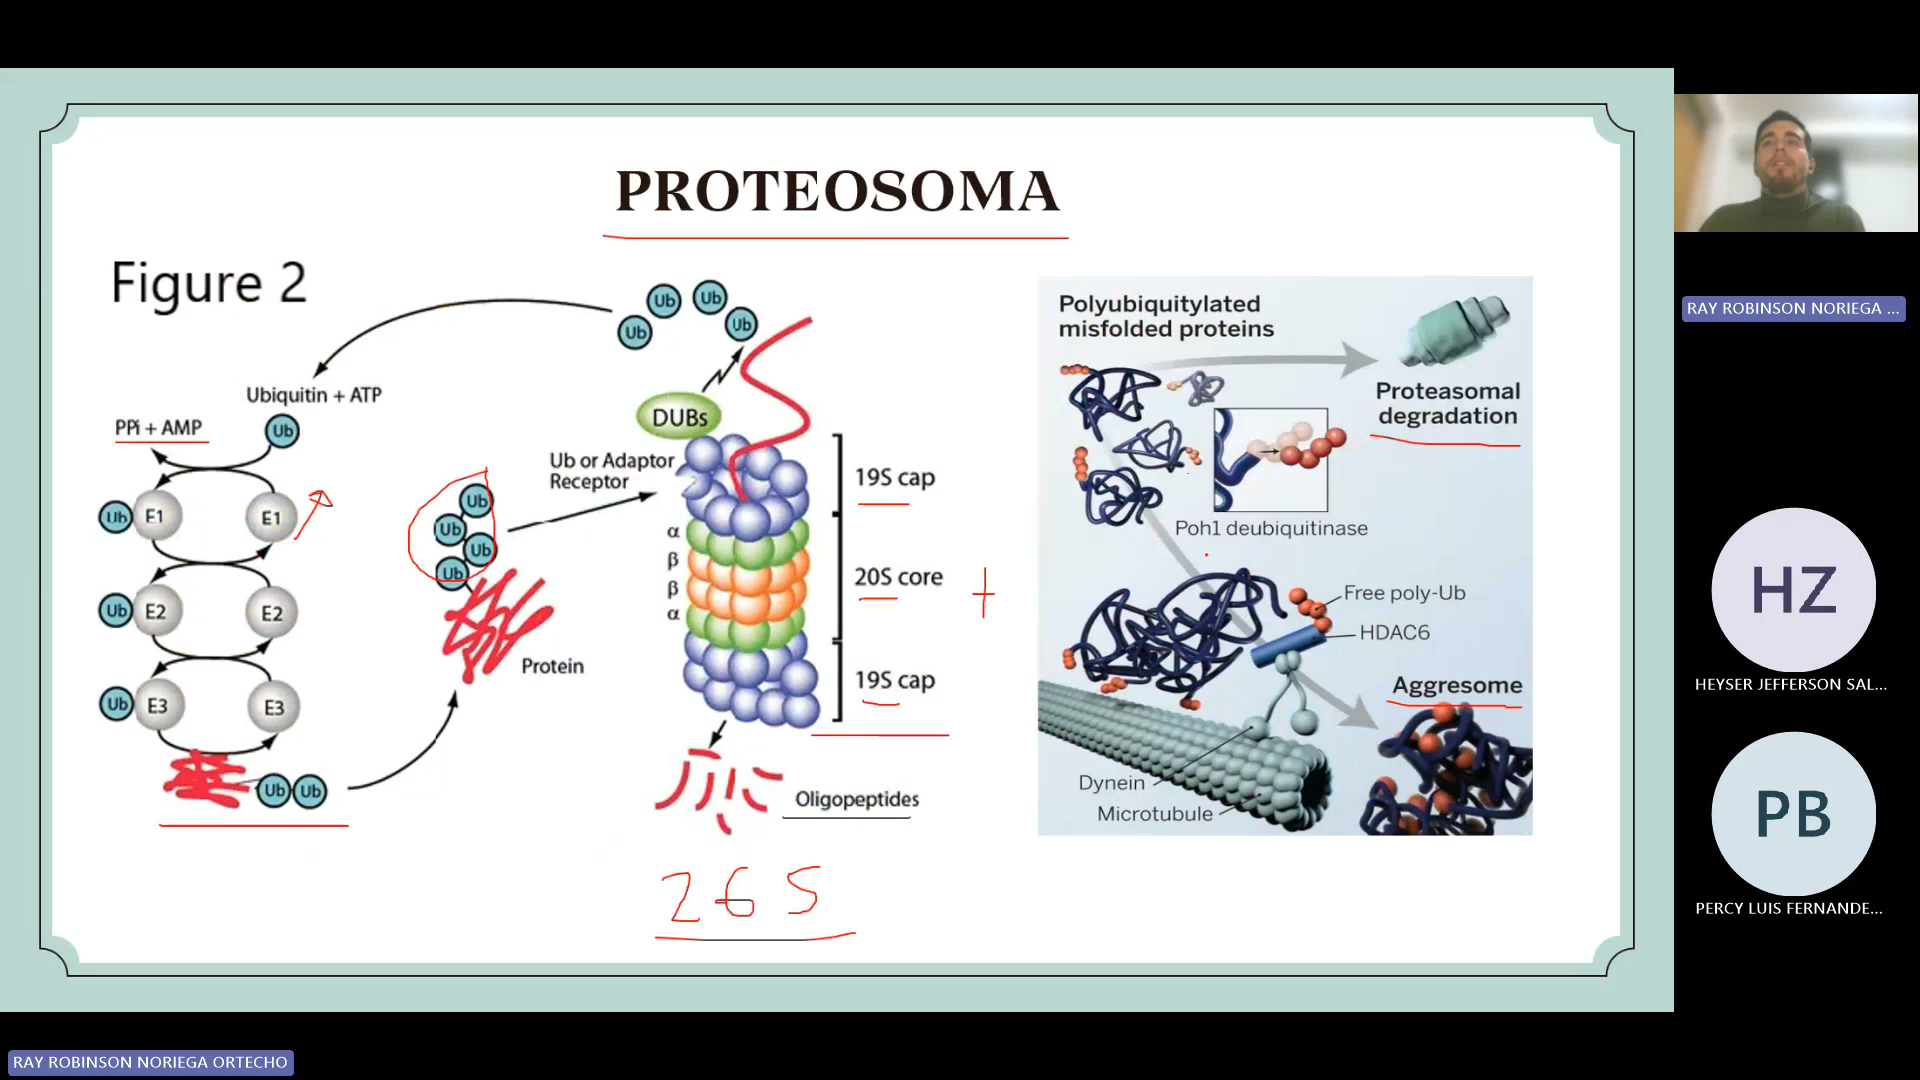 PROTEOSOMA
Figure 2
Ub
Ub
Ub
Ub
Ubiquitin + ATP
PPi + AMP
Ub
DUBs
Ub or Adaptor
Receptor
Ub
E1
E1
Ub
Ub
Ub
Ub
α
β
β
α
19S cap
20S core
19S cap
Ub
E2
E2
Protein
Ub
E3
E3
Ub
Ub
Oligopeptides
26S
Polyubiquitylated
misfolded proteins
Proteasomal
degradation
Poh1 deubiquitinase
Free poly-Ub
HDAC6
Aggresome
Dynein
Microtubule
RAY ROBINSON NORIEGA ...
HZ
HEYSER JEFFERSON SAL...
PB
PERCY LUIS FERNANDE...
RAY ROBINSON NORIEGA ORTECHO